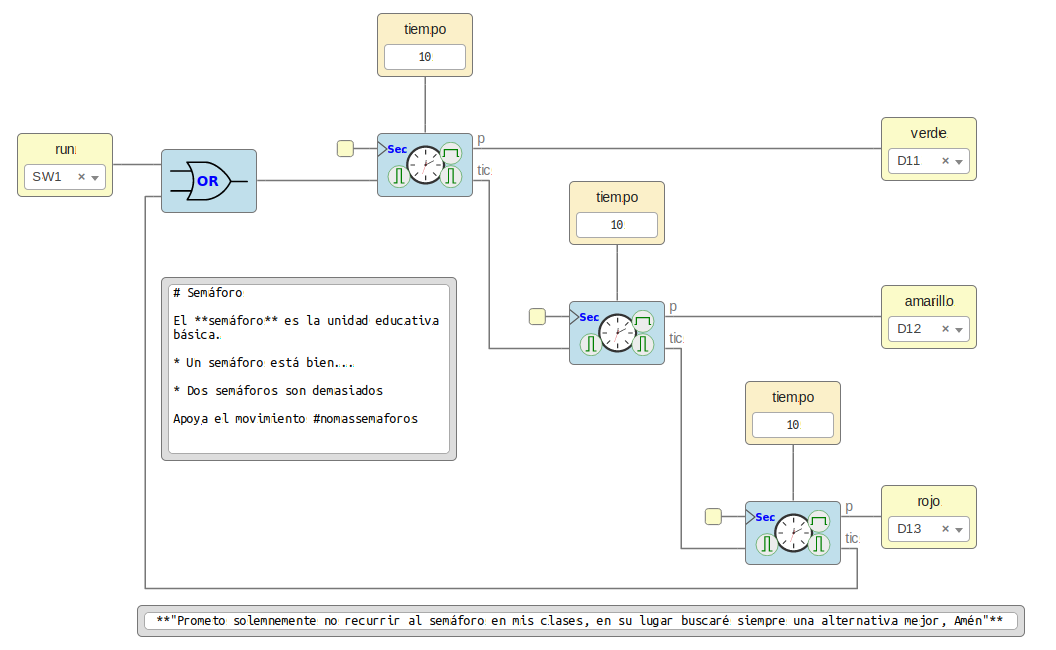 tiempo
10
run
SW1
OR
Sec
p
tic
verde
D11
tiempo
10
Sec
p
tic
amarillo
D12
# Semáforo
El **semáforo** es la unidad educativa
básica.
* Un semáforo está bien...
* Dos semáforos son demasiados
Apoya el movimiento #nomassemaforos
tiempo
10
Sec
p
tic
rojo
D13
**"Prometo solemnemente no recurrir al semáforo en mis clases, en su lugar buscaré siempre una alternativa mejor, Amén"**